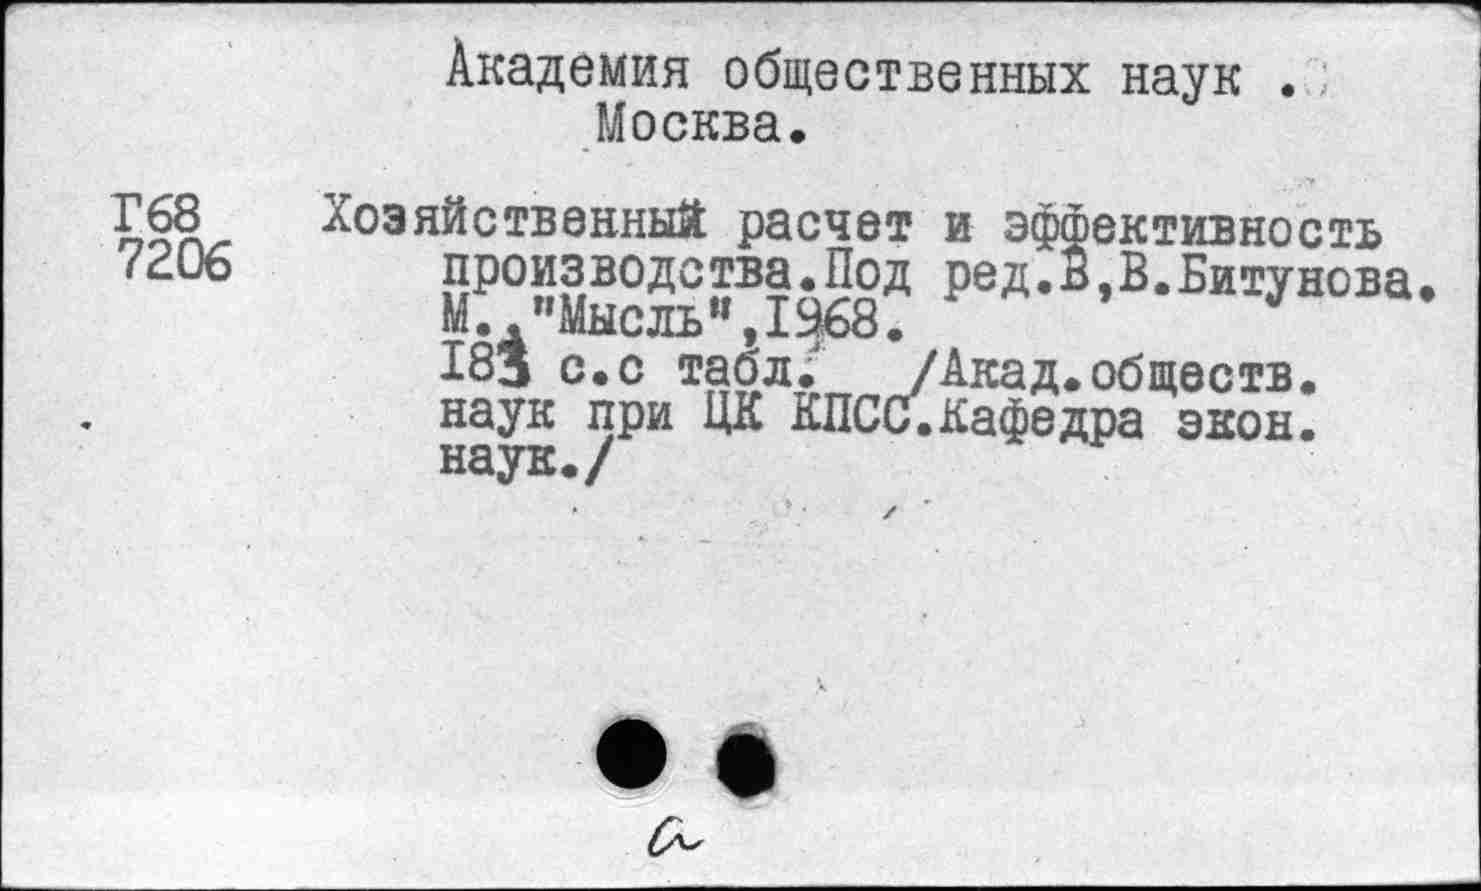 Академия общественных наук .
Москва.
Г68
7206
Хозяйственный расчет и эффективность
производства.Под ред.В,В.Битунова.
М.,"Мысль",1968.
183 с.с табл. /Акад.обществ.
наук при ЦК КПСС.Кафедра экон.
наук./